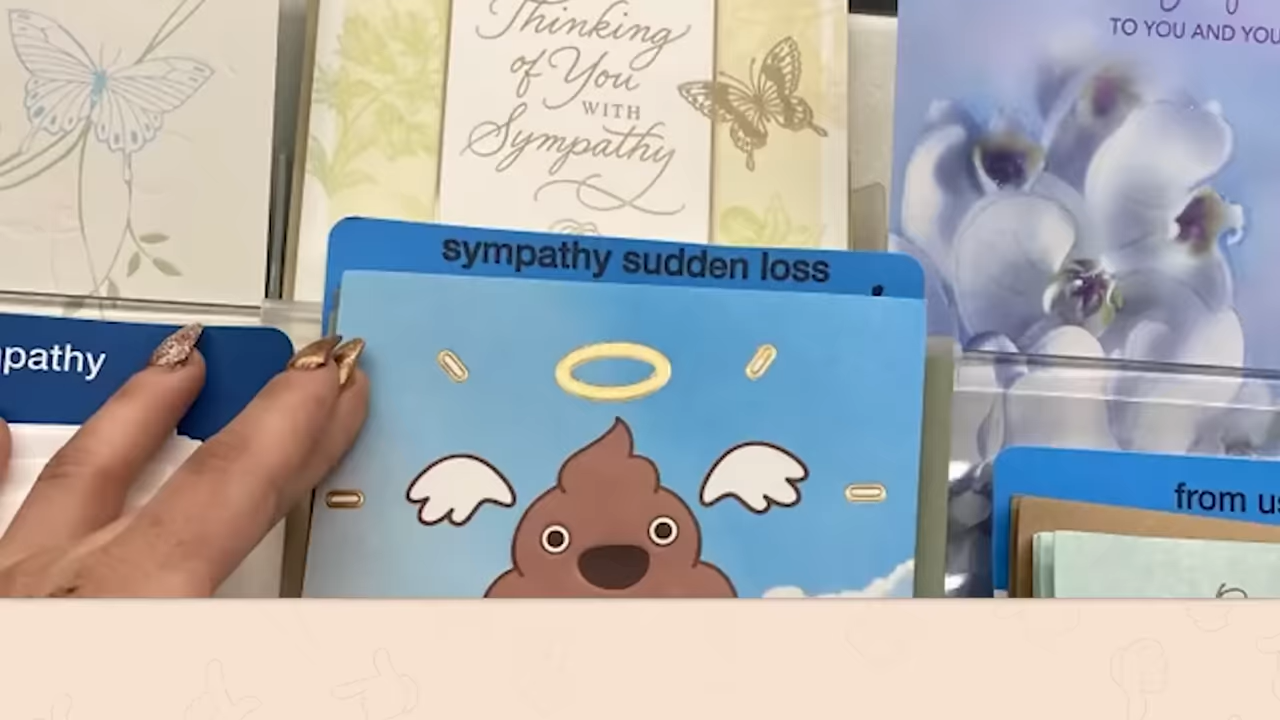 Thinking
of You
WITH
Sympathy
TO YOU AND YOU
sympathy sudden loss
pathy
from us